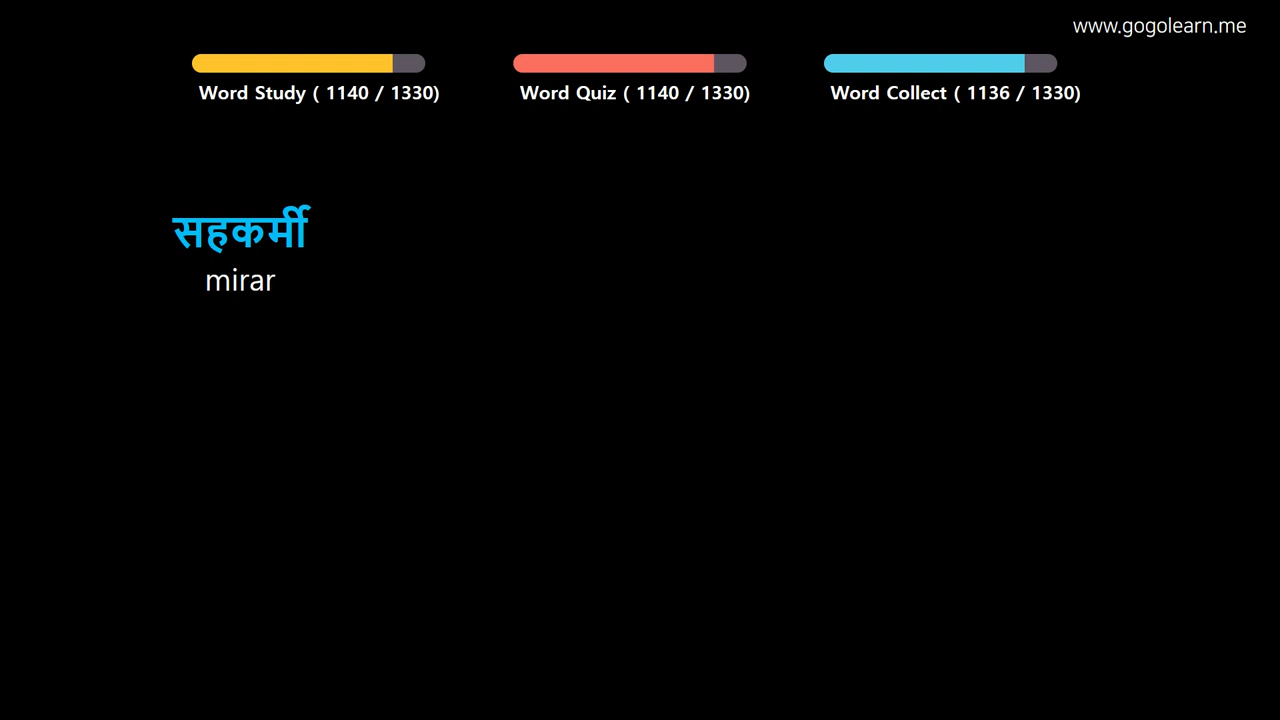 www.gogolearn.me
Word Study ( 1140 / 1330)
Word Quiz ( 1140 / 1330)
Word Collect ( 1136 / 1330)
सहकर्मी
mirar